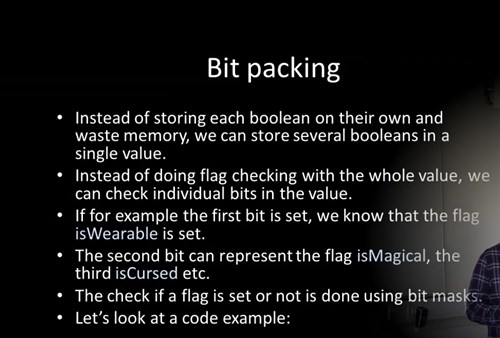 Bit packing
• Instead of storing each boolean on their own and
waste memory, we can store several booleans in a
single value.
• Instead of doing flag checking with the whole value, we
can check individual bits in the value.
• If for example the first bit is set, we know that the flag
isWearable is set.
• The second bit can represent the flag isMagical, the
third isCursed etc.
• The check if a flag is set or not is done using bit masks.
• Let's look at a code example: